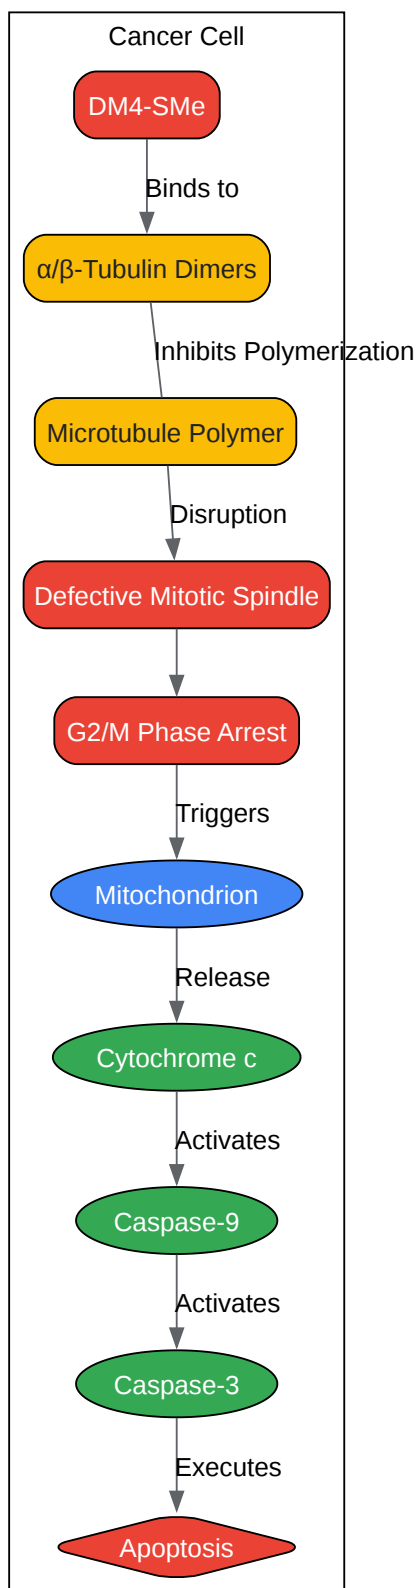 Cancer Cell
DM4-SMe
Binds to
α/β-Tubulin Dimers
Inhibits Polymerization
Microtubule Polymer
Disruption
Defective Mitotic Spindle
G2/M Phase Arrest
Triggers
Mitochondrion
Release
Cytochrome c
Activates
Caspase-9
Activates
Caspase-3
Executes
Apoptosis